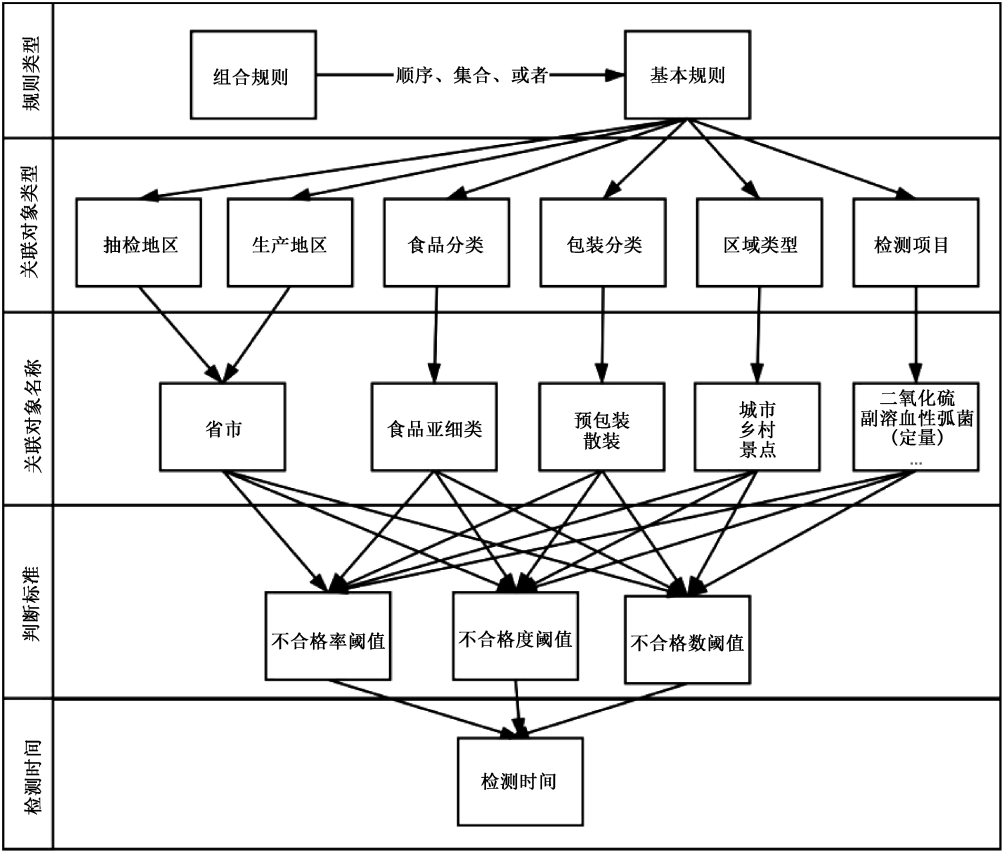 规则类型
组合规则
顺序、集合、或者
基本规则
关联对象类型
抽检地区
生产地区
食品分类
包装分类
区域类型
检测项目
关联对象名称
省市
食品亚细类
预包装
散装
城市
乡村
景点
二氧化硫
副溶血性弧菌
(定量)
...
判断标准
不合格率阈值
不合格度阈值
不合格数阈值
检测时间
检测时间